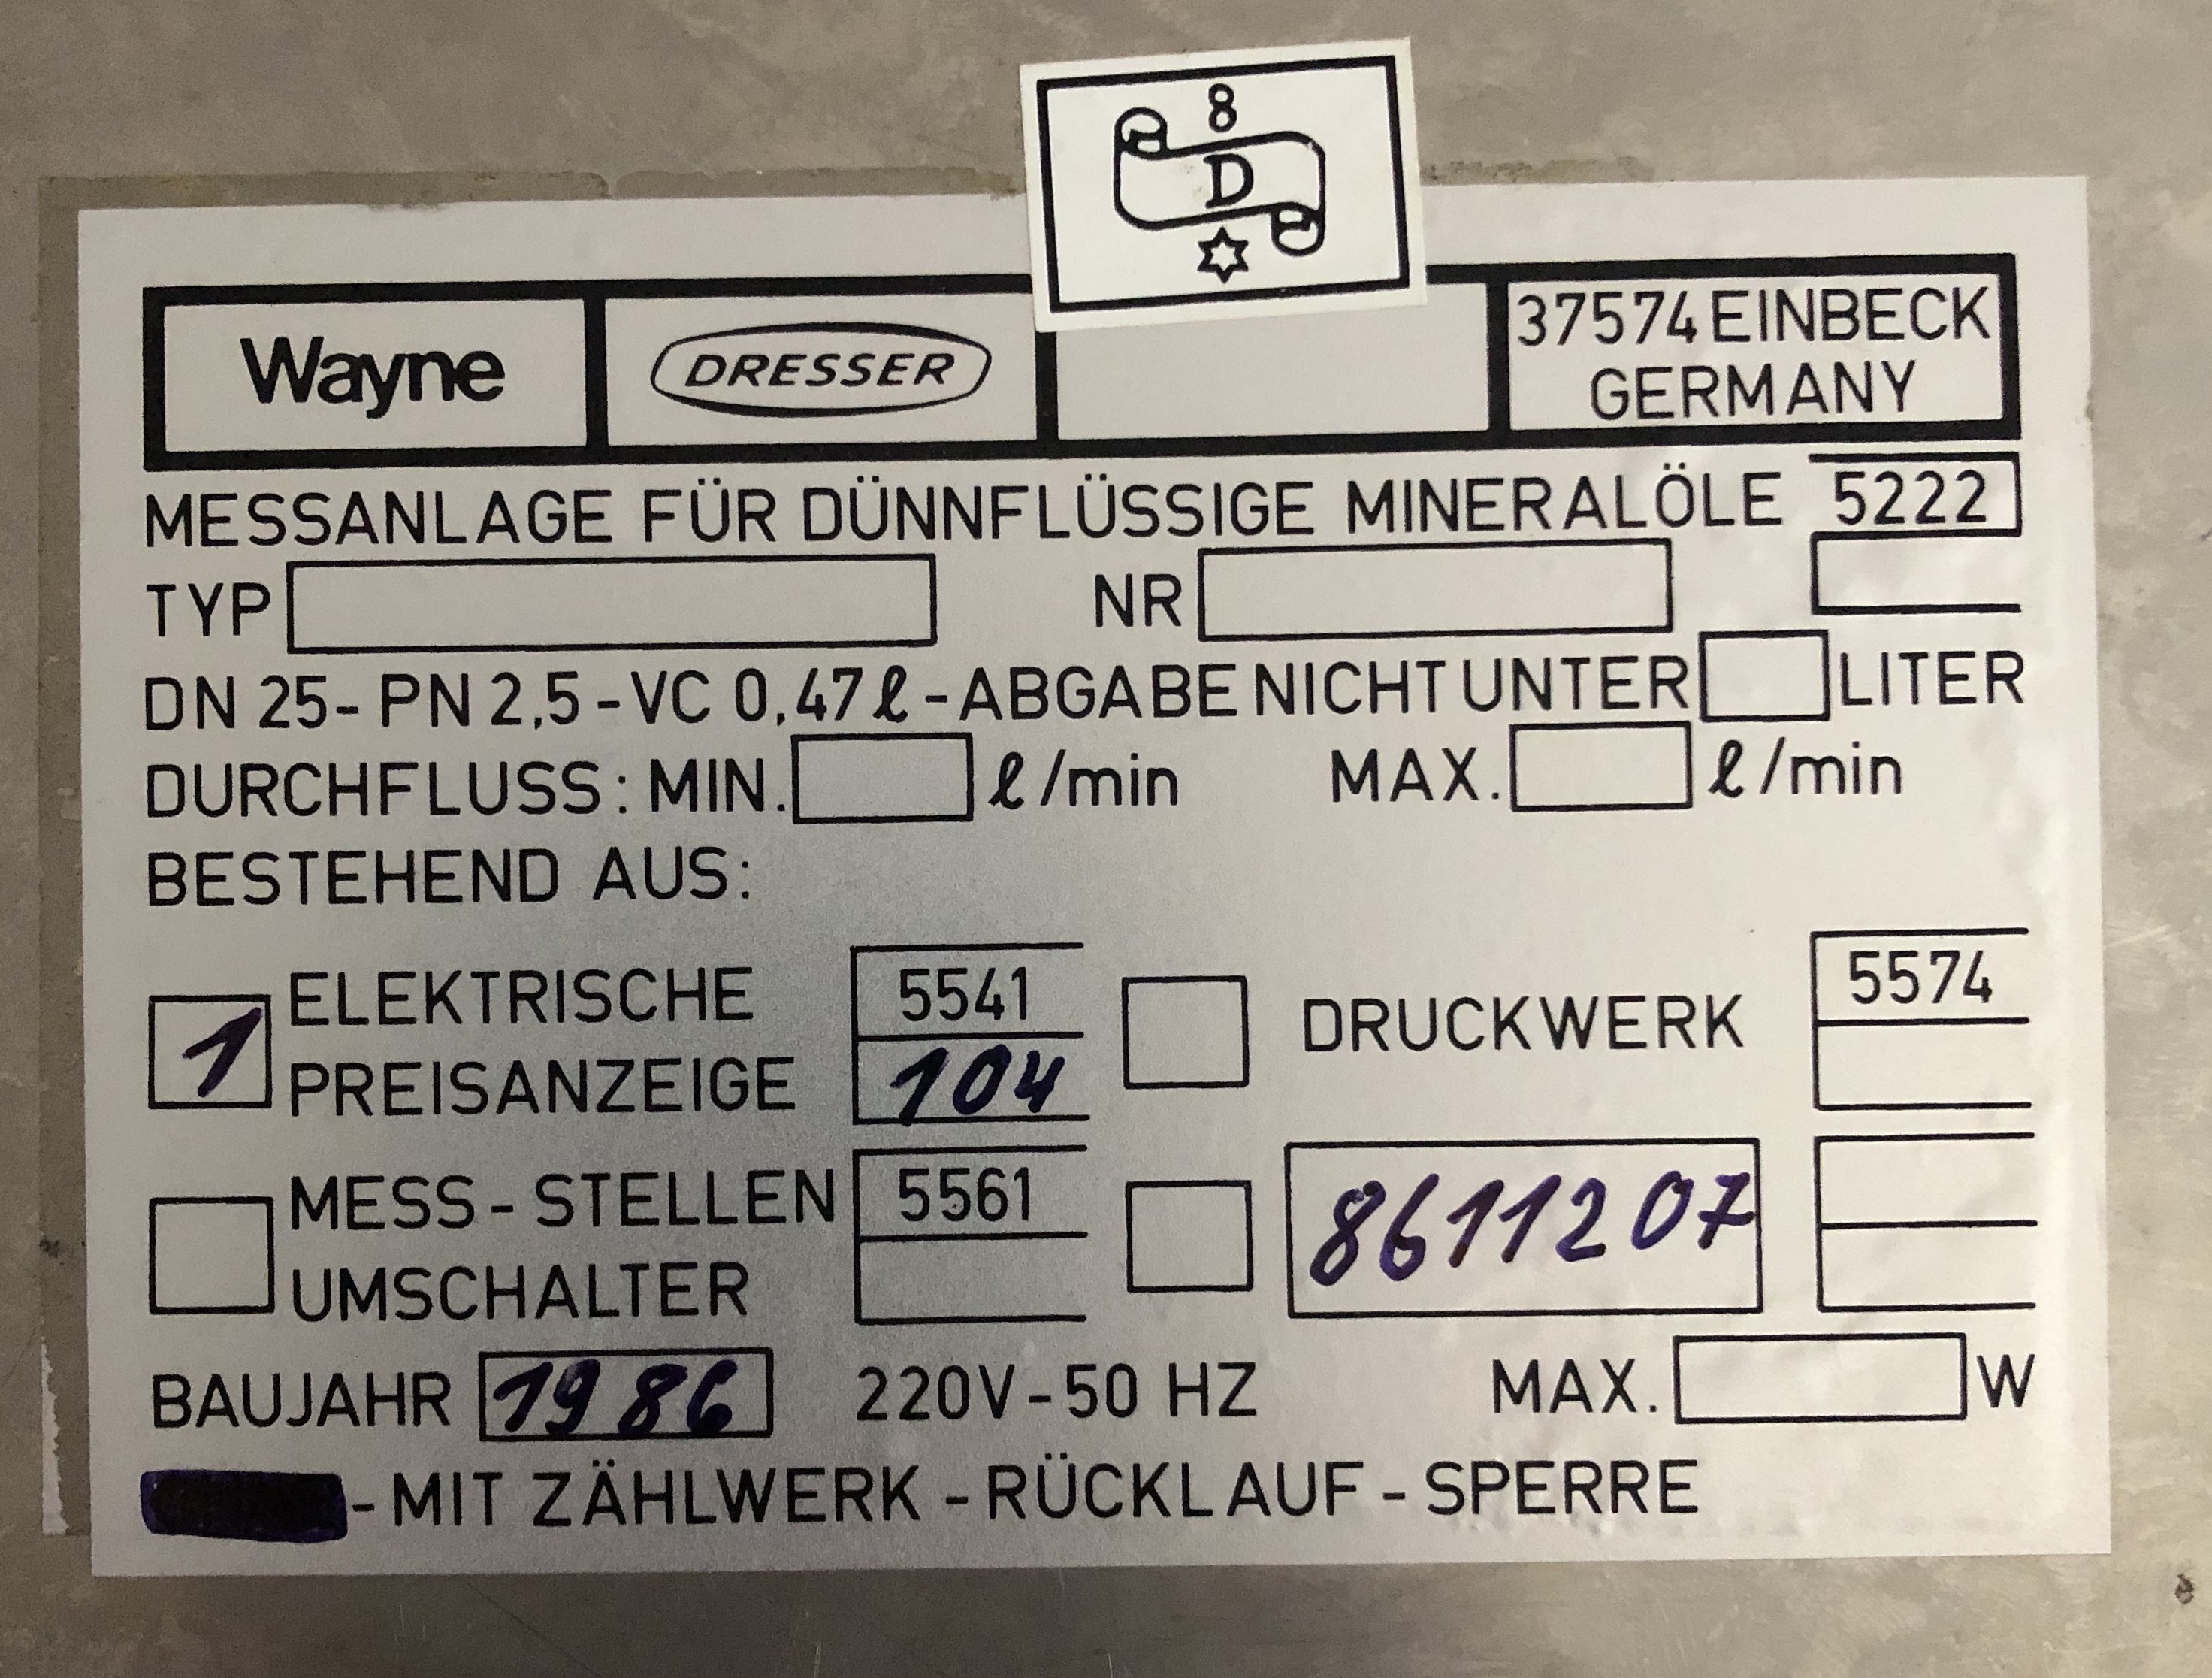 8
D
Wayne DRESSER 37574 EINBECK
GERMANY
MESSANLAGE FÜR DÜNNFLÜSSIGE MINERALÖLE 5222
TYP NR
DN 25 - PN 2,5 - VC 0,47 ℓ - ABGABE NICHT UNTER LITER
DURCHFLUSS: MIN. ℓ/min MAX. ℓ/min
BESTEHEND AUS:
1 ELEKTRISCHE PREISANZEIGE 5541 104
DRUCKWERK 5574
MESS-STELLEN UMSCHALTER 5561
8611207
BAUJAHR 1986 220V-50 HZ MAX. W
- MIT ZÄHLWERK - RÜCKLAUF - SPERRE